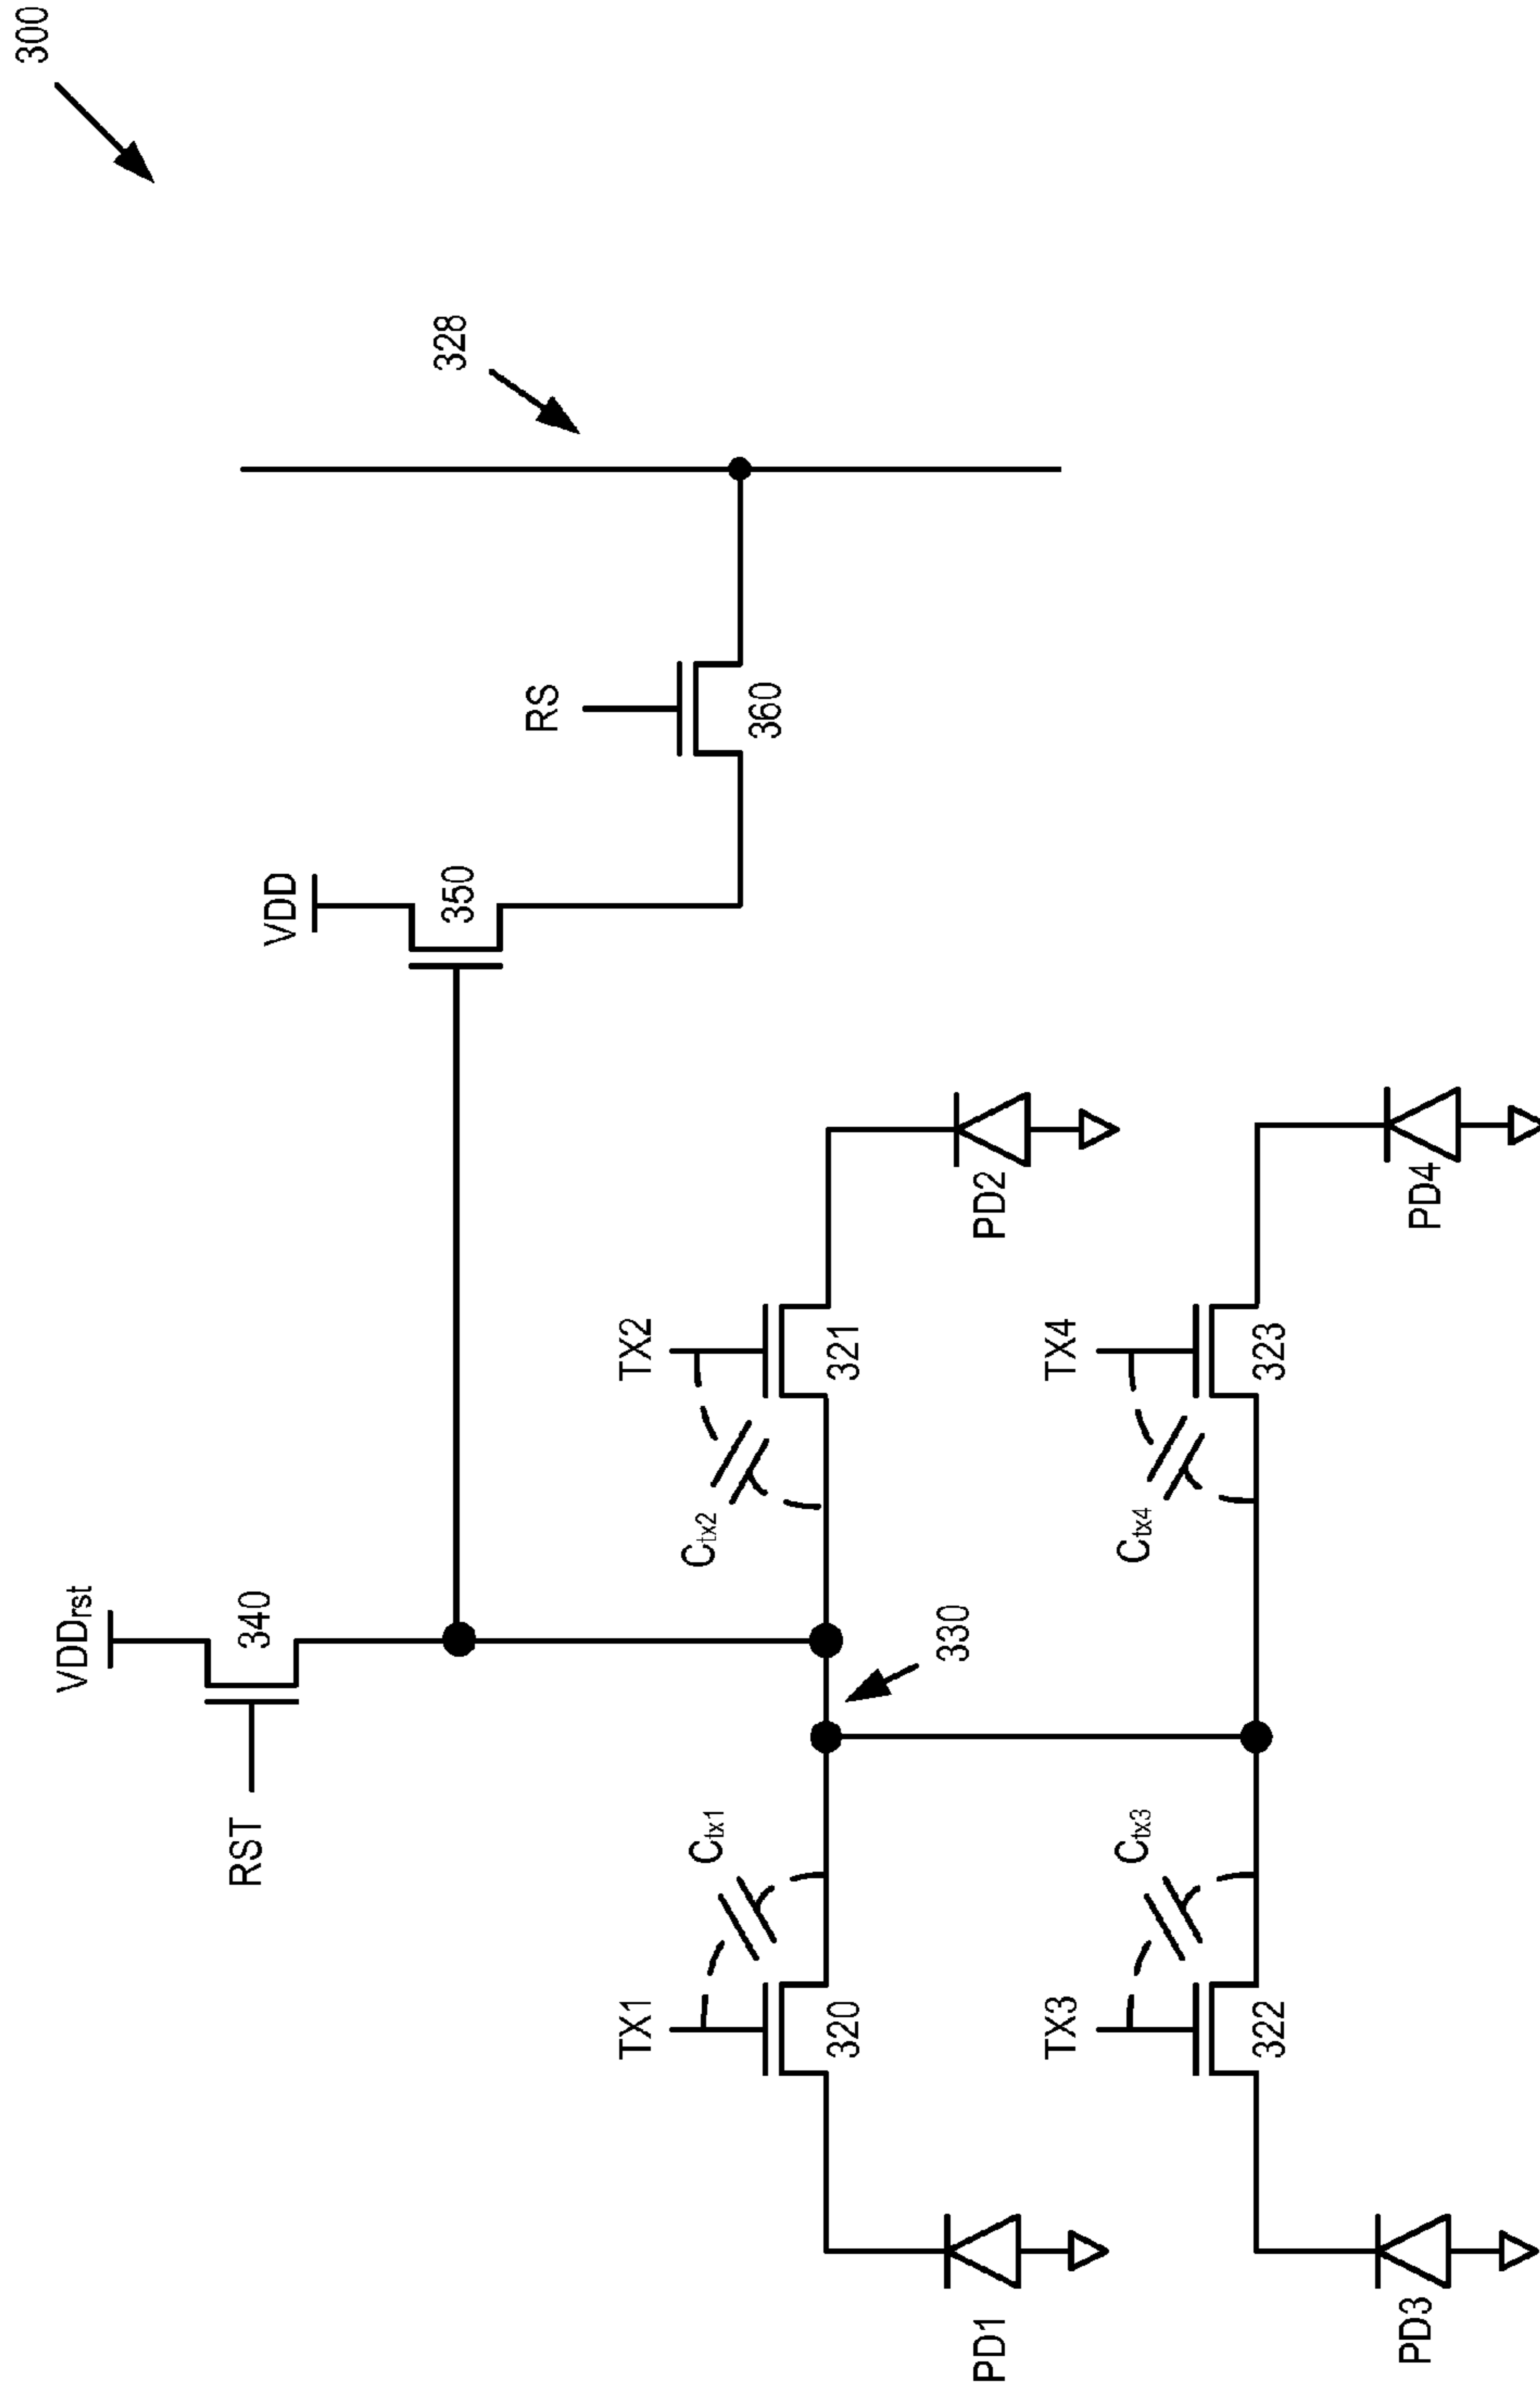 300
328
VDDrst
340
RST
VDD
350
RS
360
330
TX1
Ctx1
320
PD1
TX2
Ctx2
321
PD2
TX3
Ctx3
322
PD3
TX4
Ctx4
323
PD4